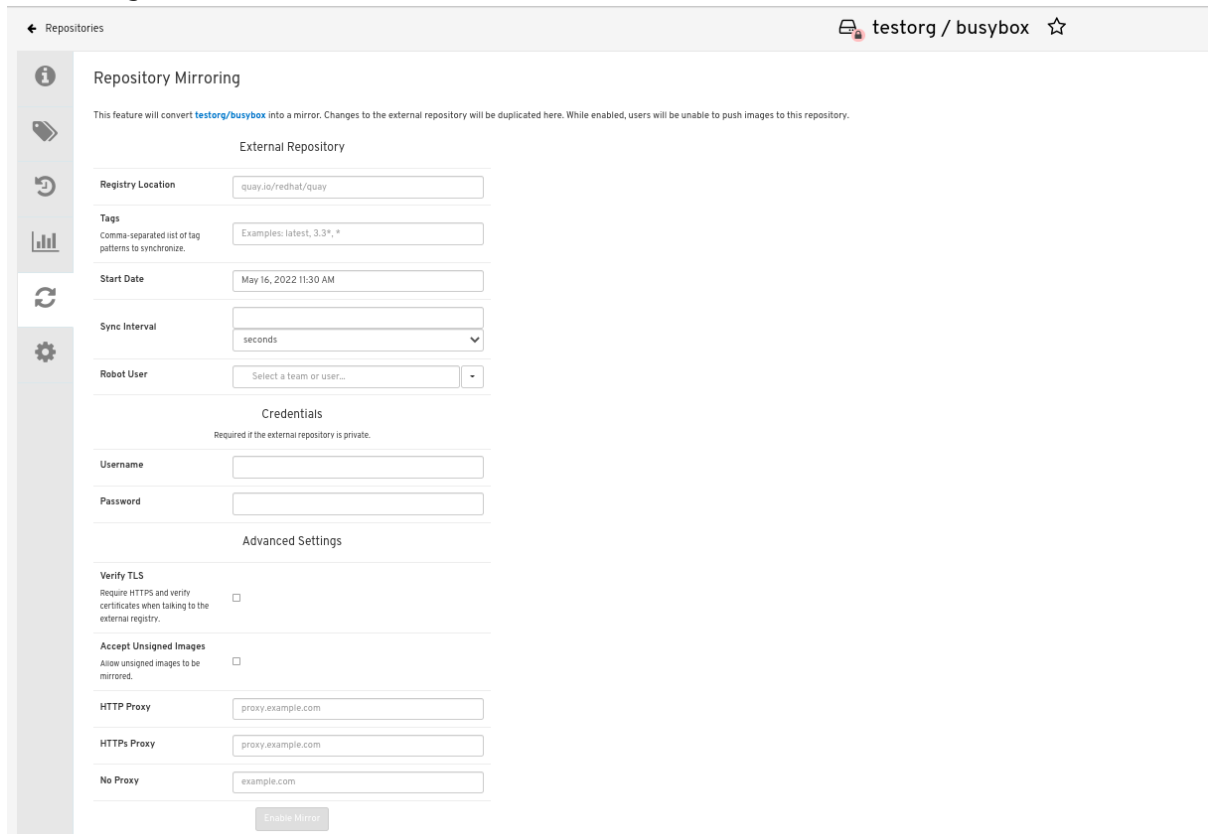 Repositories
testorg / busybox
Repository Mirroring
This feature will convert testorg/busybox into a mirror. Changes to the external repository will be duplicated here. While enabled, users will be unable to push images to this repository.
External Repository
Registry Location
quay.io/redhat/quay
Tags
Comma-separated list of tag
patterns to synchronize.
Examples: latest, 3.3*, *
Start Date
May 16, 2022 11:30 AM
Sync Interval
seconds
Robot User
Select a team or user...
Credentials
Required if the external repository is private.
Username
Password
Advanced Settings
Verify TLS
Require HTTPS and verify
certificates when talking to the
external registry.
Accept Unsigned Images
Allow unsigned images to be
mirrored.
HTTP Proxy
proxy.example.com
HTTPs Proxy
proxy.example.com
No Proxy
example.com
Enable Mirror